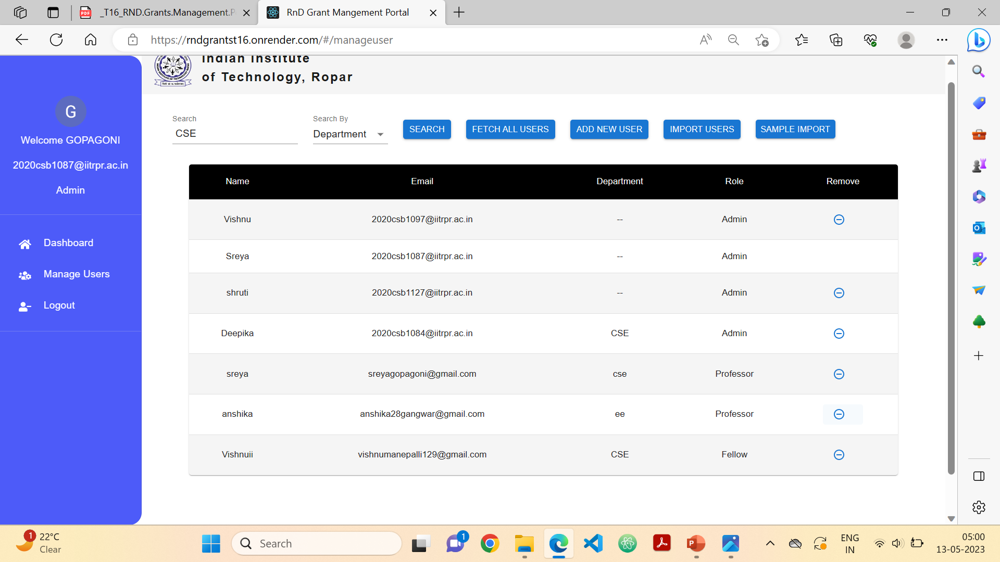 _T16_RND.Grants.Management.P
RnD Grant Mangement Portal
https://rndgrantst16.onrender.com/#/manageuser
Indian Institute
of Technology, Ropar
G
Welcome GOPAGONI
2020csb1087@iitrpr.ac.in
Admin
Dashboard
Manage Users
Logout
Search
CSE
Search By
Department
SEARCH
FETCH ALL USERS
ADD NEW USER
IMPORT USERS
SAMPLE IMPORT
Name Email Department Role Remove
Vishnu 2020csb1097@iitrpr.ac.in -- Admin
Sreya 2020csb1087@iitrpr.ac.in -- Admin
shruti 2020csb1127@iitrpr.ac.in -- Admin
Deepika 2020csb1084@iitrpr.ac.in CSE Admin
sreya sreyagopagoni@gmail.com cse Professor
anshika anshika28gangwar@gmail.com ee Professor
Vishnuii vishnumanepalli129@gmail.com CSE Fellow
1
22°C
Clear
Search
1
ENG
IN
05:00
13-05-2023